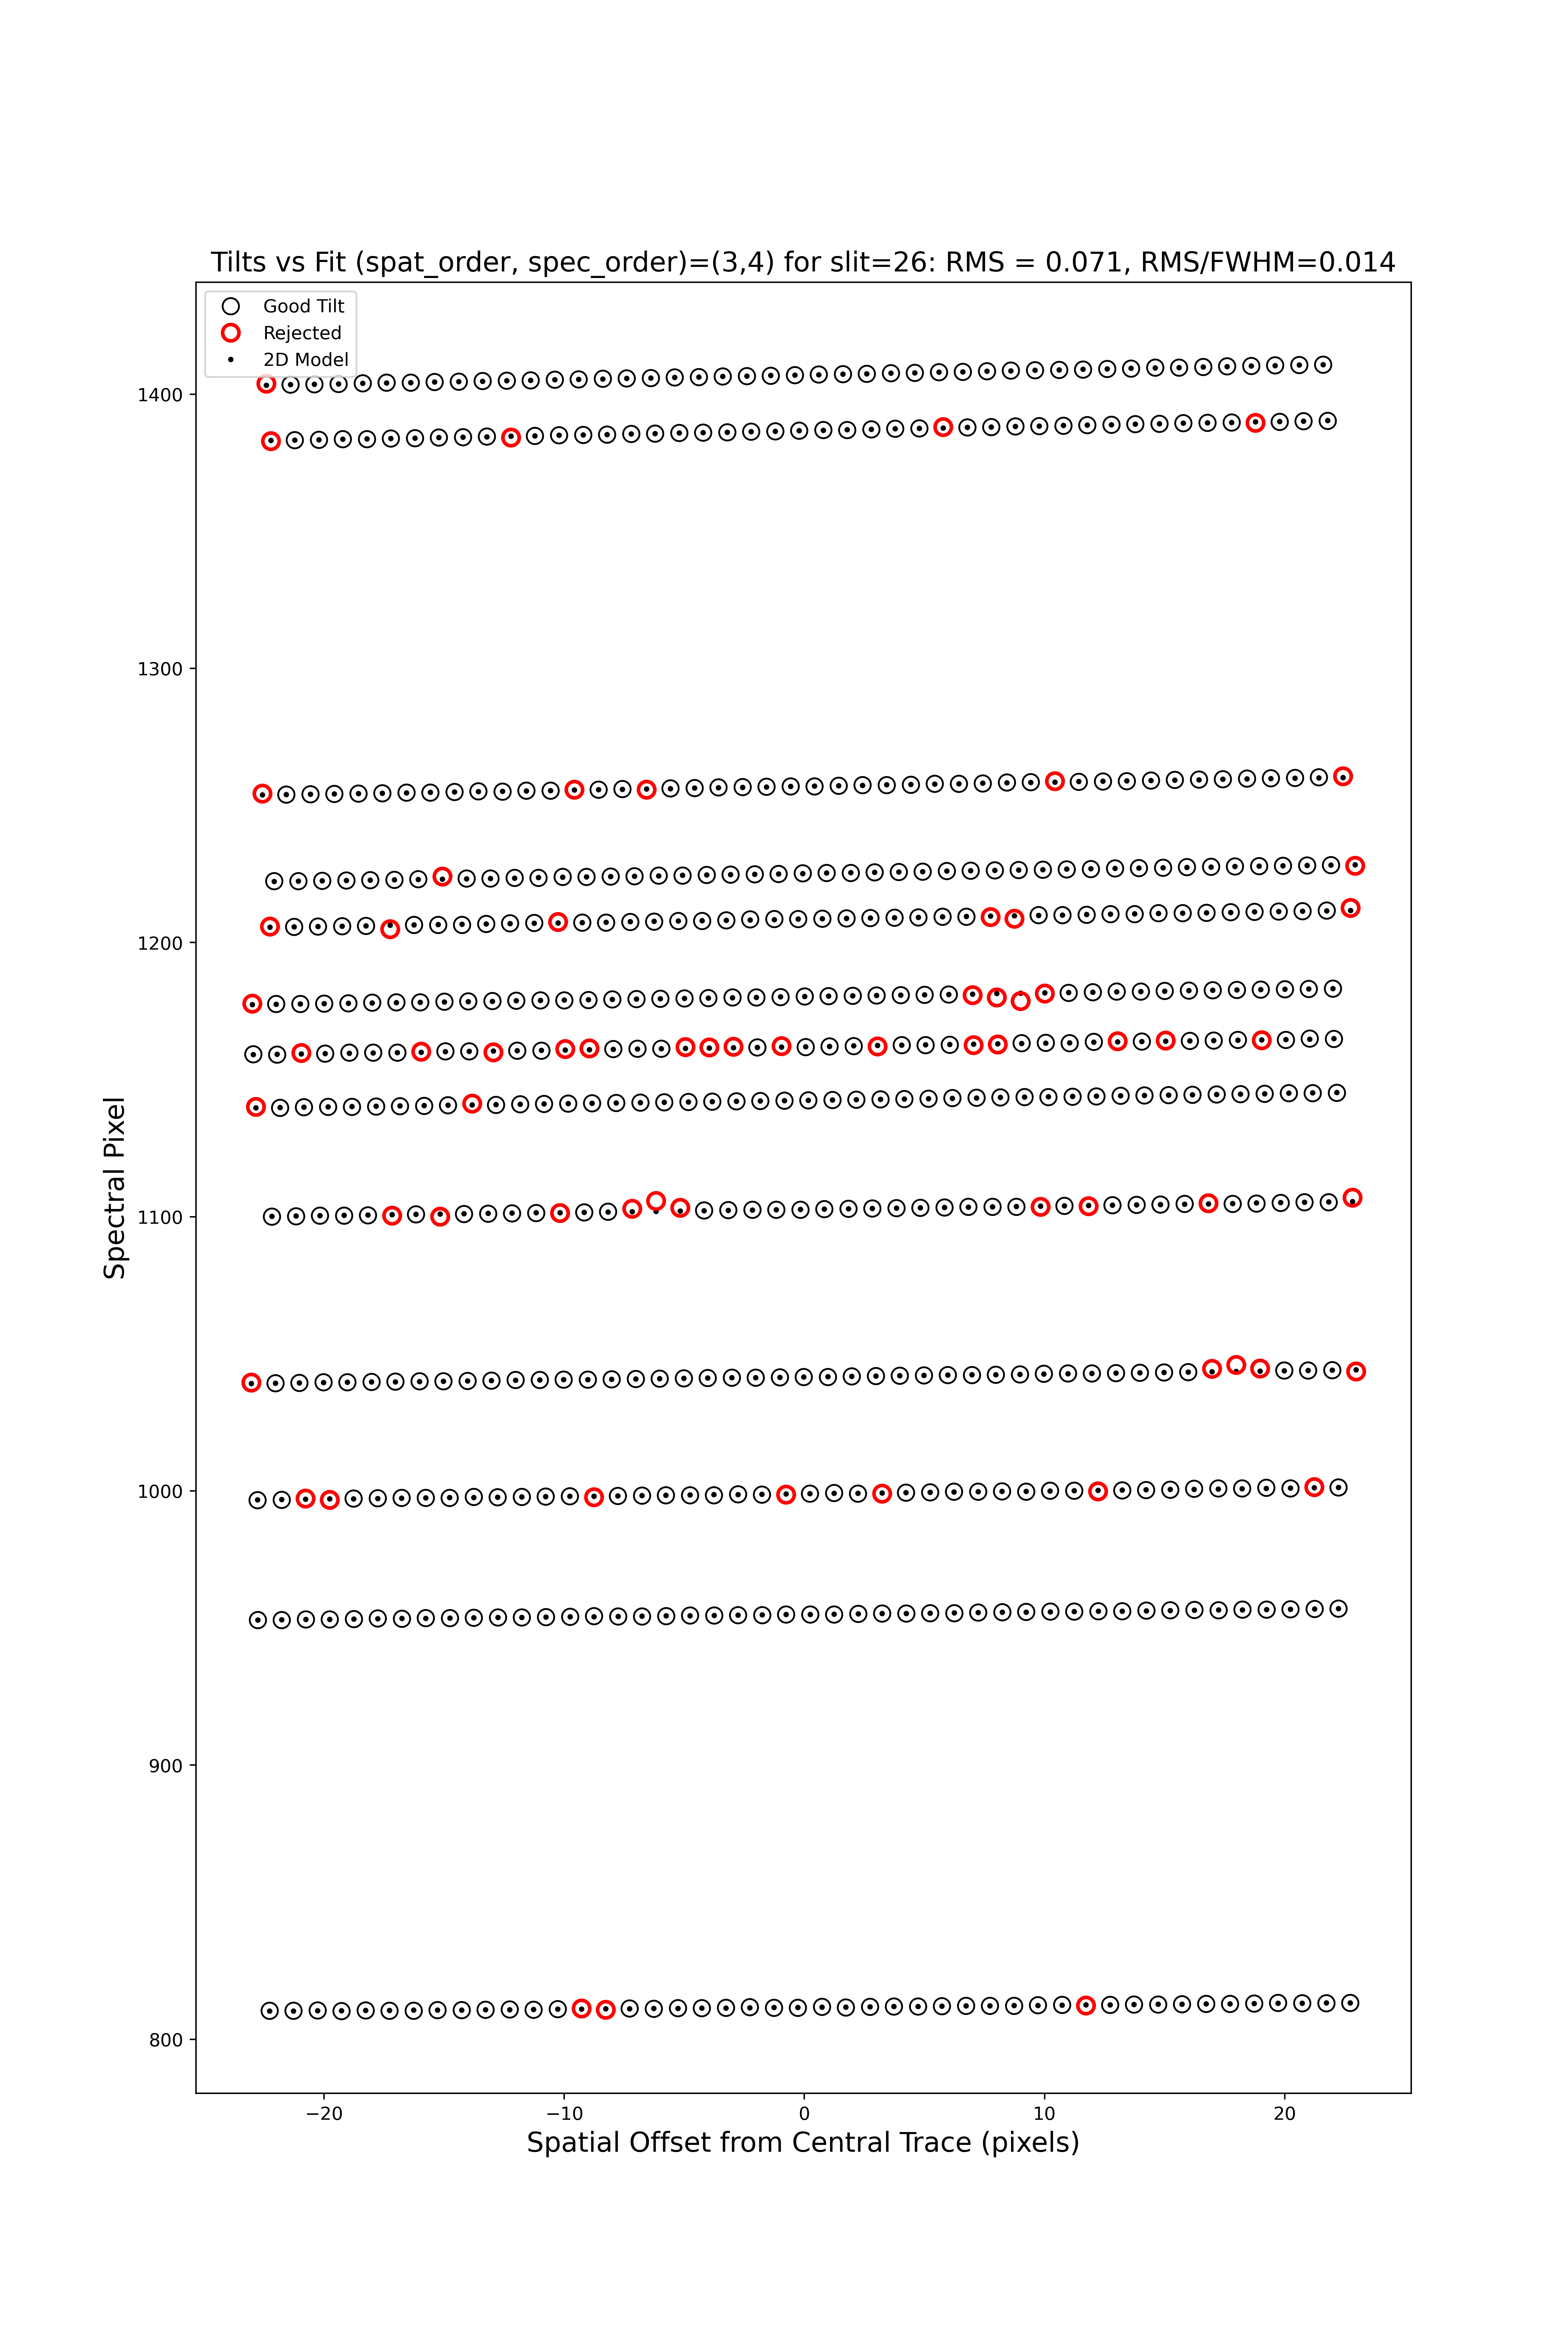 Tilts vs Fit (spat_order, spec_order)=(3,4) for slit=26: RMS = 0.071, RMS/FWHM=0.014
Good Tilt
Rejected
2D Model
1400
1300
1200
1100
1000
900
800
Spectral Pixel
−20 −10 0 10 20
Spatial Offset from Central Trace (pixels)